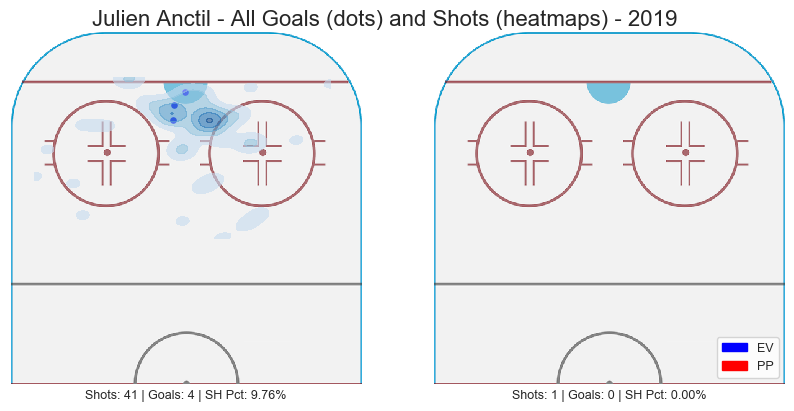 Julien Anctil - All Goals (dots) and Shots (heatmaps) - 2019
EV
PP
Shots: 41 | Goals: 4 | SH Pct: 9.76%
Shots: 1 | Goals: 0 | SH Pct: 0.00%